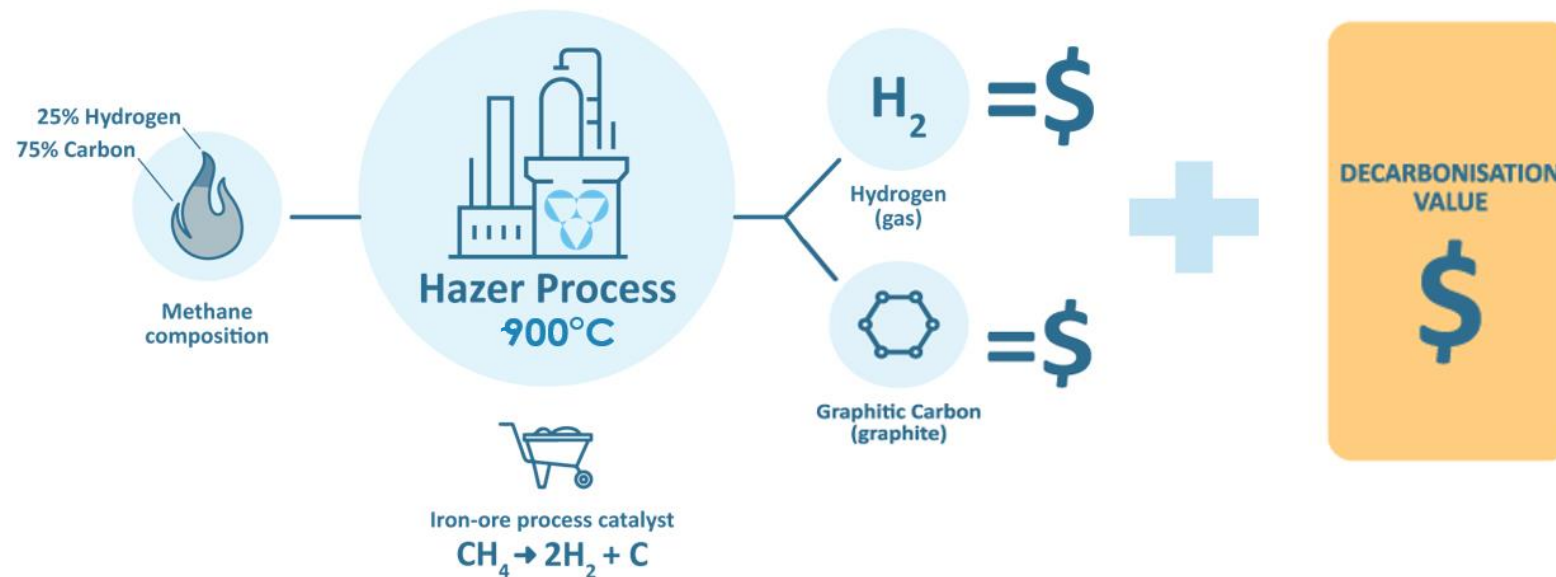 25% Hydrogen
75% Carbon
Methane
composition
Hazer Process
900°C
Iron-ore process catalyst
CH₄ → 2H₂ + C
H₂
=$
Hydrogen
(gas)
=$
Graphitic Carbon
(graphite)
DECARBONISATION
VALUE
$